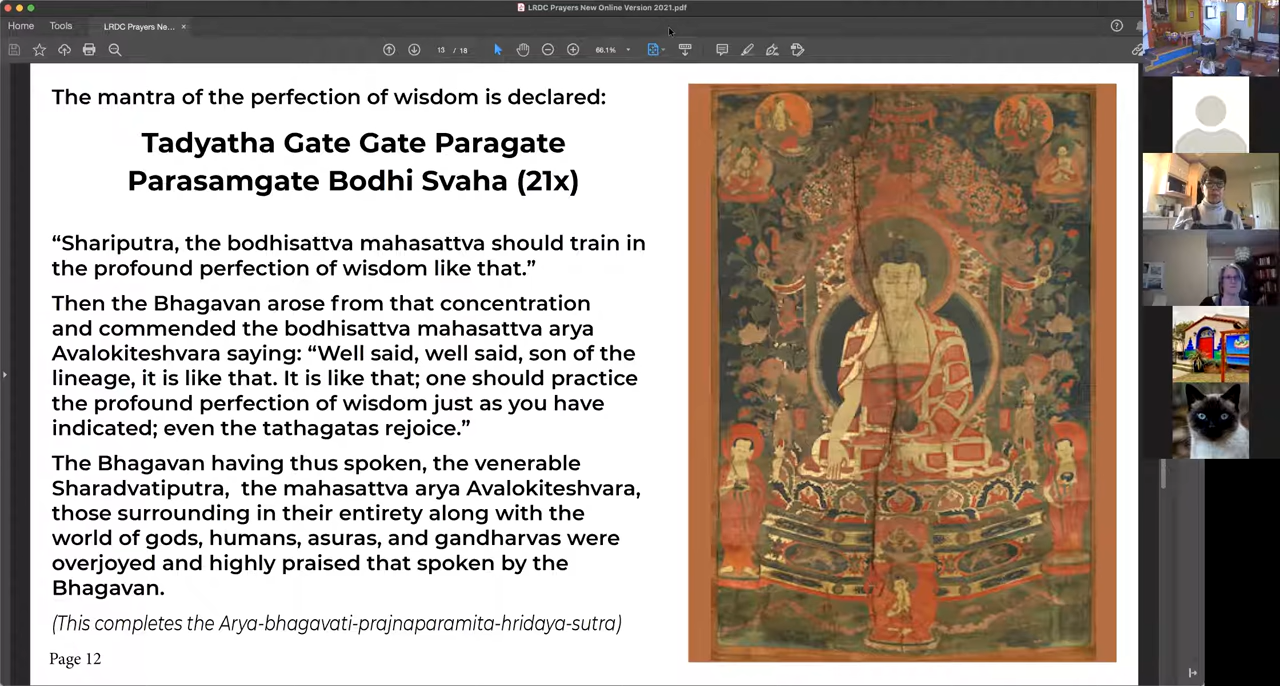 LRDC Prayers New Online Version 2021.pdf
Home Tools LRDC Prayers Ne... ×
13 / 18 66.1%
The mantra of the perfection of wisdom is declared:
Tadyatha Gate Gate Paragate
Parasamgate Bodhi Svaha (21x)
“Shariputra, the bodhisattva mahasattva should train in
the profound perfection of wisdom like that.”
Then the Bhagavan arose from that concentration
and commended the bodhisattva mahasattva arya
Avalokiteshvara saying: “Well said, well said, son of the
lineage, it is like that. It is like that; one should practice
the profound perfection of wisdom just as you have
indicated; even the tathagatas rejoice.”
The Bhagavan having thus spoken, the venerable
Sharadvatiputra, the mahasattva arya Avalokiteshvara,
those surrounding in their entirety along with the
world of gods, humans, asuras, and gandharvas were
overjoyed and highly praised that spoken by the
Bhagavan.
(This completes the Arya-bhagavati-prajnaparamita-hridaya-sutra)
Page 12